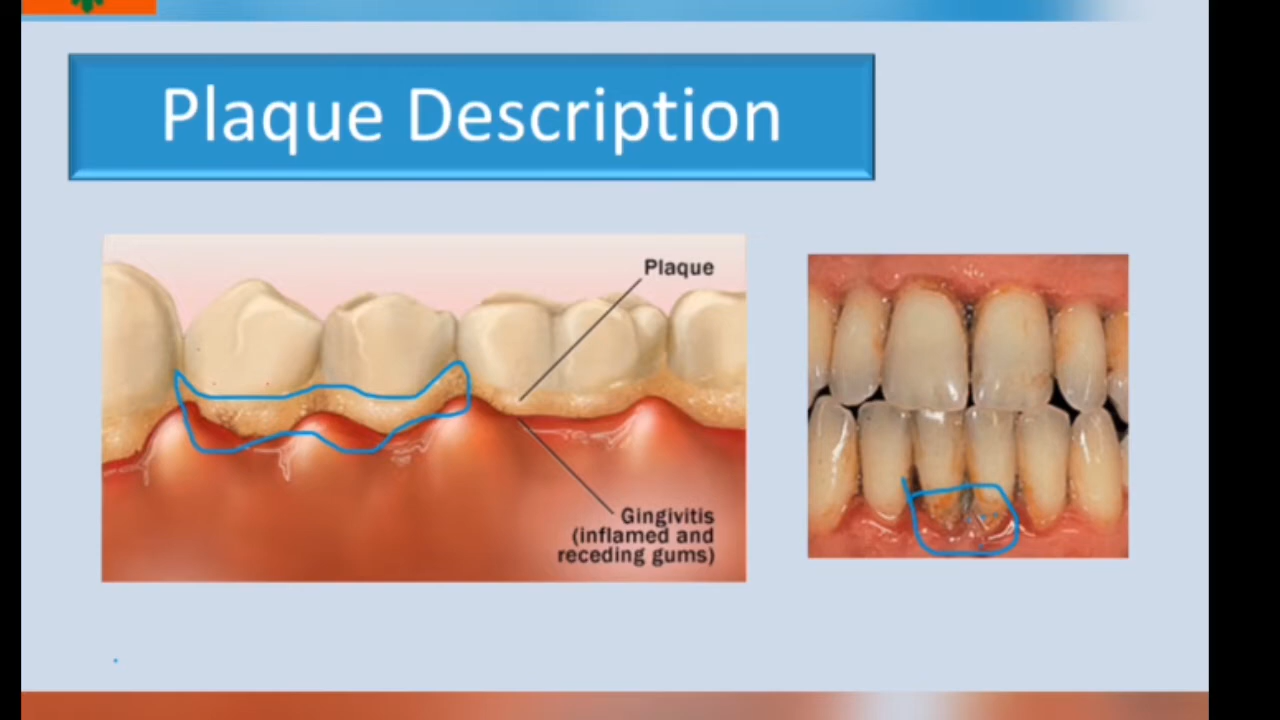 Plaque Description
Plaque
Gingivitis
(inflamed and
receding gums)